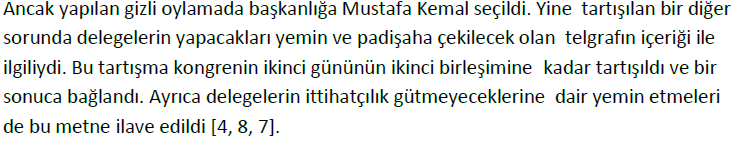 Ancak yapılan gizli oylamada başkanlığa Mustafa Kemal seçildi. Yine tartışılan bir diğer
sorunda delegelerin yapacakları yemin ve padişaha çekilecek olan telgrafın içeriği ile
ilgiliydi. Bu tartışma kongrenin ikinci gününün ikinci birleşimine kadar tartışıldı ve bir
sonuca bağlandı. Ayrıca delegelerin ittihatçılık gütmeyeceklerine dair yemin etmeleri
de bu metne ilave edildi [4, 8, 7].